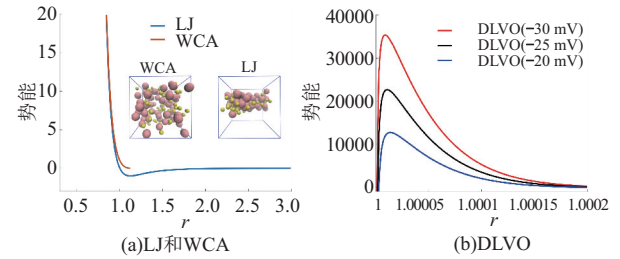 20
15
10
5
0
势能
LJ
WCA
WCA
LJ
0.5
1.0
1.5
2.0
2.5
3.0
r
(a)LJ和WCA
40000
30000
20000
10000
0
势能
DLVO(−30 mV)
DLVO(−25 mV)
DLVO(−20 mV)
1
1.00005
1.0001
1.00015
1.0002
r
(b)DLVO